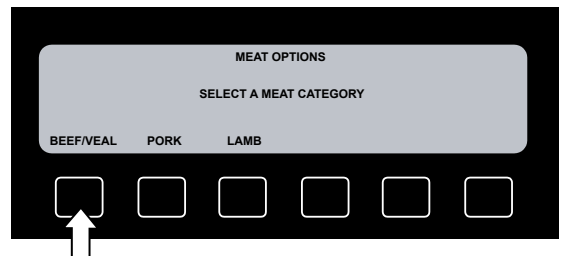 MEAT OPTIONS
SELECT A MEAT CATEGORY
BEEF/VEAL PORK LAMB